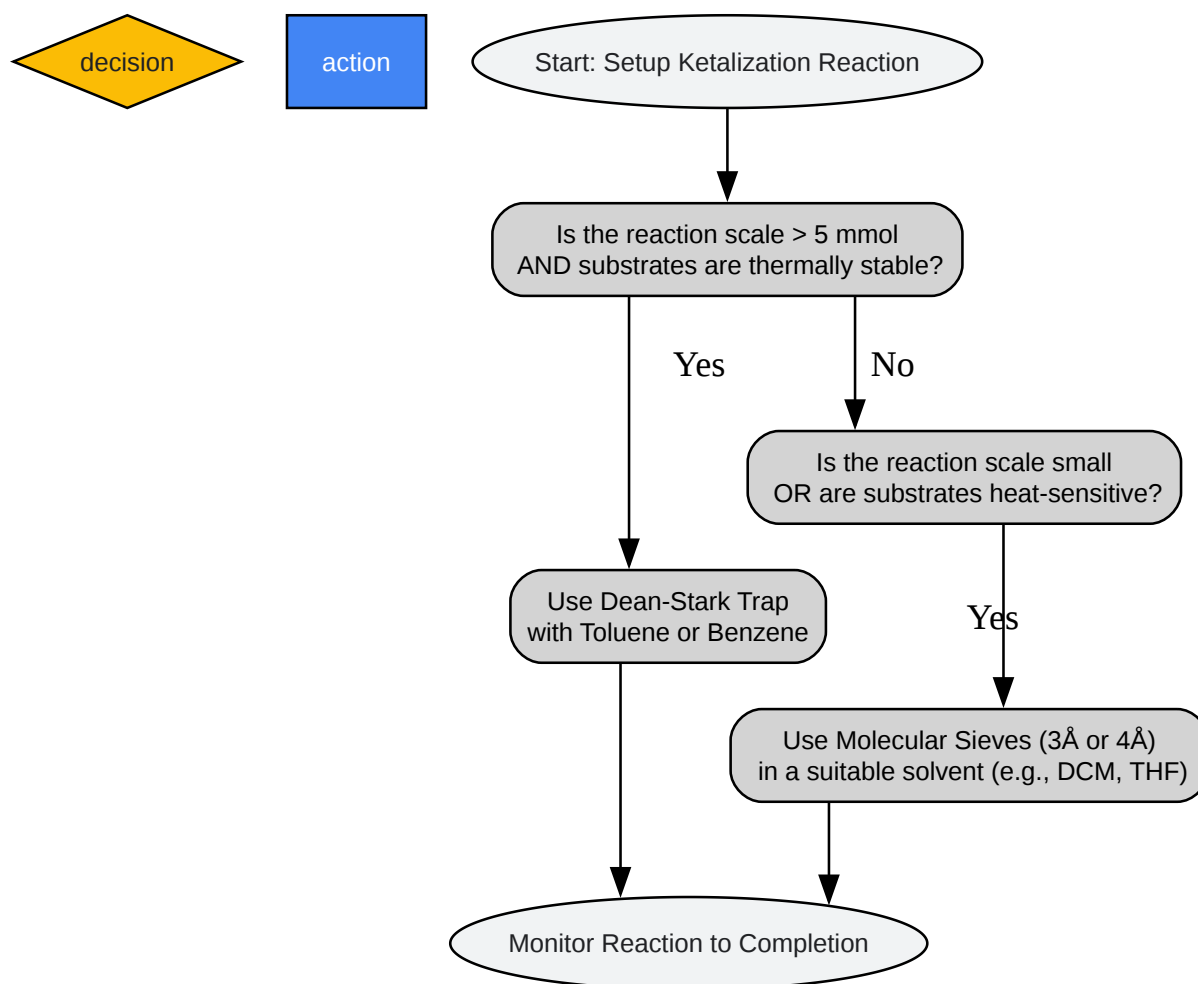 decision
action
Start: Setup Ketalization Reaction
Is the reaction scale > 5 mmol
AND substrates are thermally stable?
Yes
No
Is the reaction scale small
OR are substrates heat-sensitive?
Use Dean-Stark Trap
with Toluene or Benzene
Yes
Use Molecular Sieves (3Å or 4Å)
in a suitable solvent (e.g., DCM, THF)
Monitor Reaction to Completion